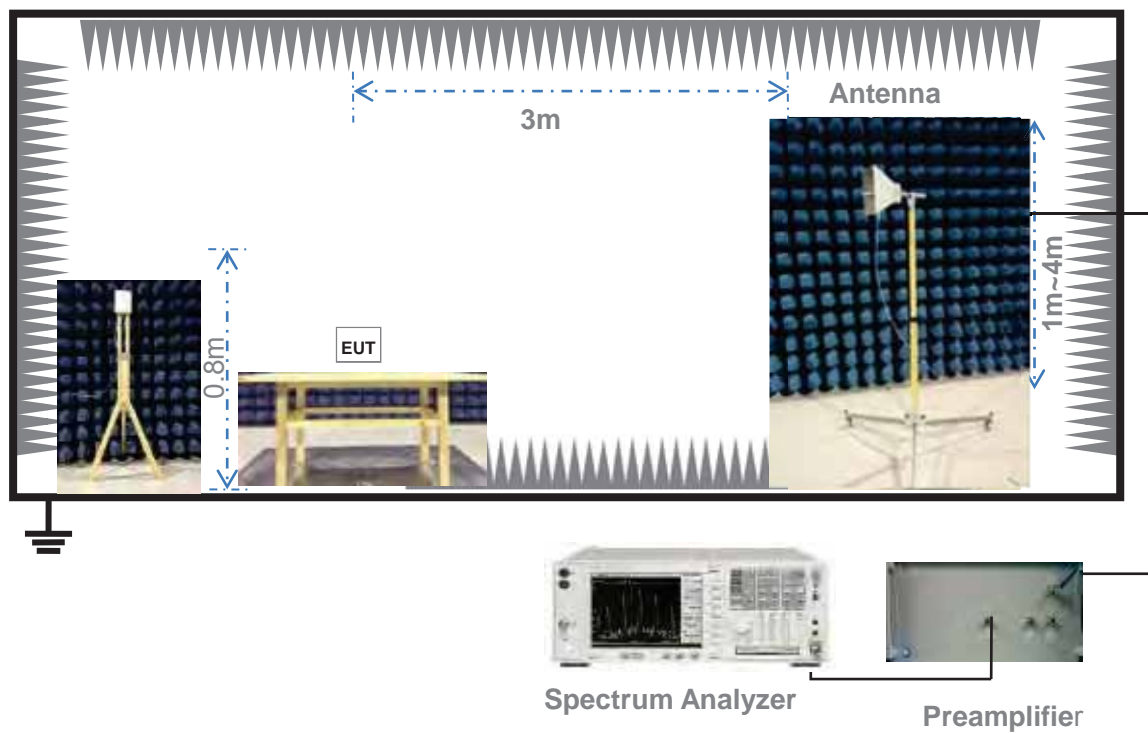 Antenna
3m
1m~4m
0.8m
EUT
Spectrum Analyzer
Preamplifier